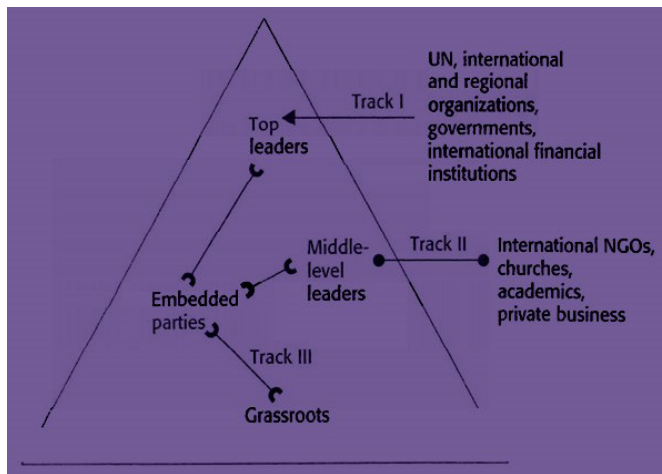 UN, international
and regional
organizations,
governments,
international financial
institutions
Track I
Top
leaders
Middle-
level
leaders
Track II
International NGOs,
churches,
academics,
private business
Embedded
parties
Track III
Grassroots